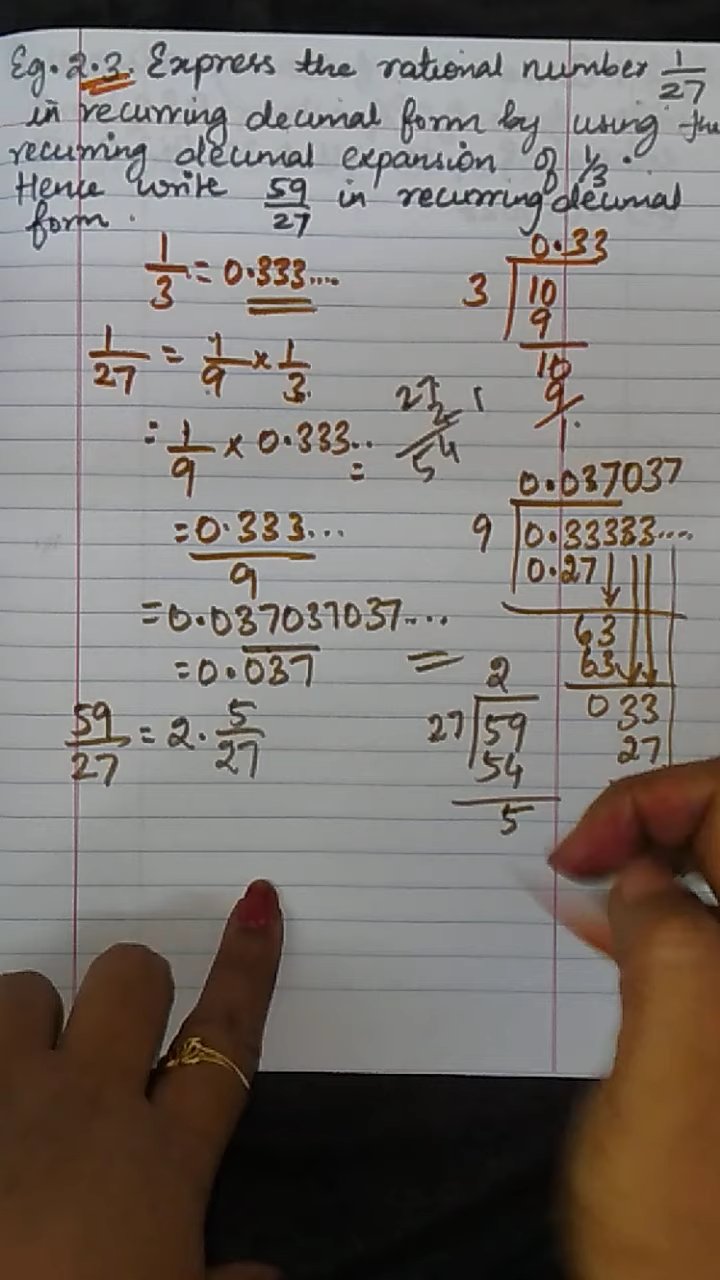 Eg. 2.3. Express the rational number 1/27
in recurring decimal form by using the
recurring decimal expansion of 1/3.
Hence write 59/27 in recurring decimal
form.
1/3 = 0.333....
0.33
3 10
9
10
9
1.
1/27 = 1/9 × 1/3
27
2
54
= 1/9 × 0.333..
=
= 0.333... / 9
0.037037
9 0.33333....
0.27
63
63
033
27
= 0.037037037....
= 0.037
59/27 = 2. 5/27
2
27 59
54
5